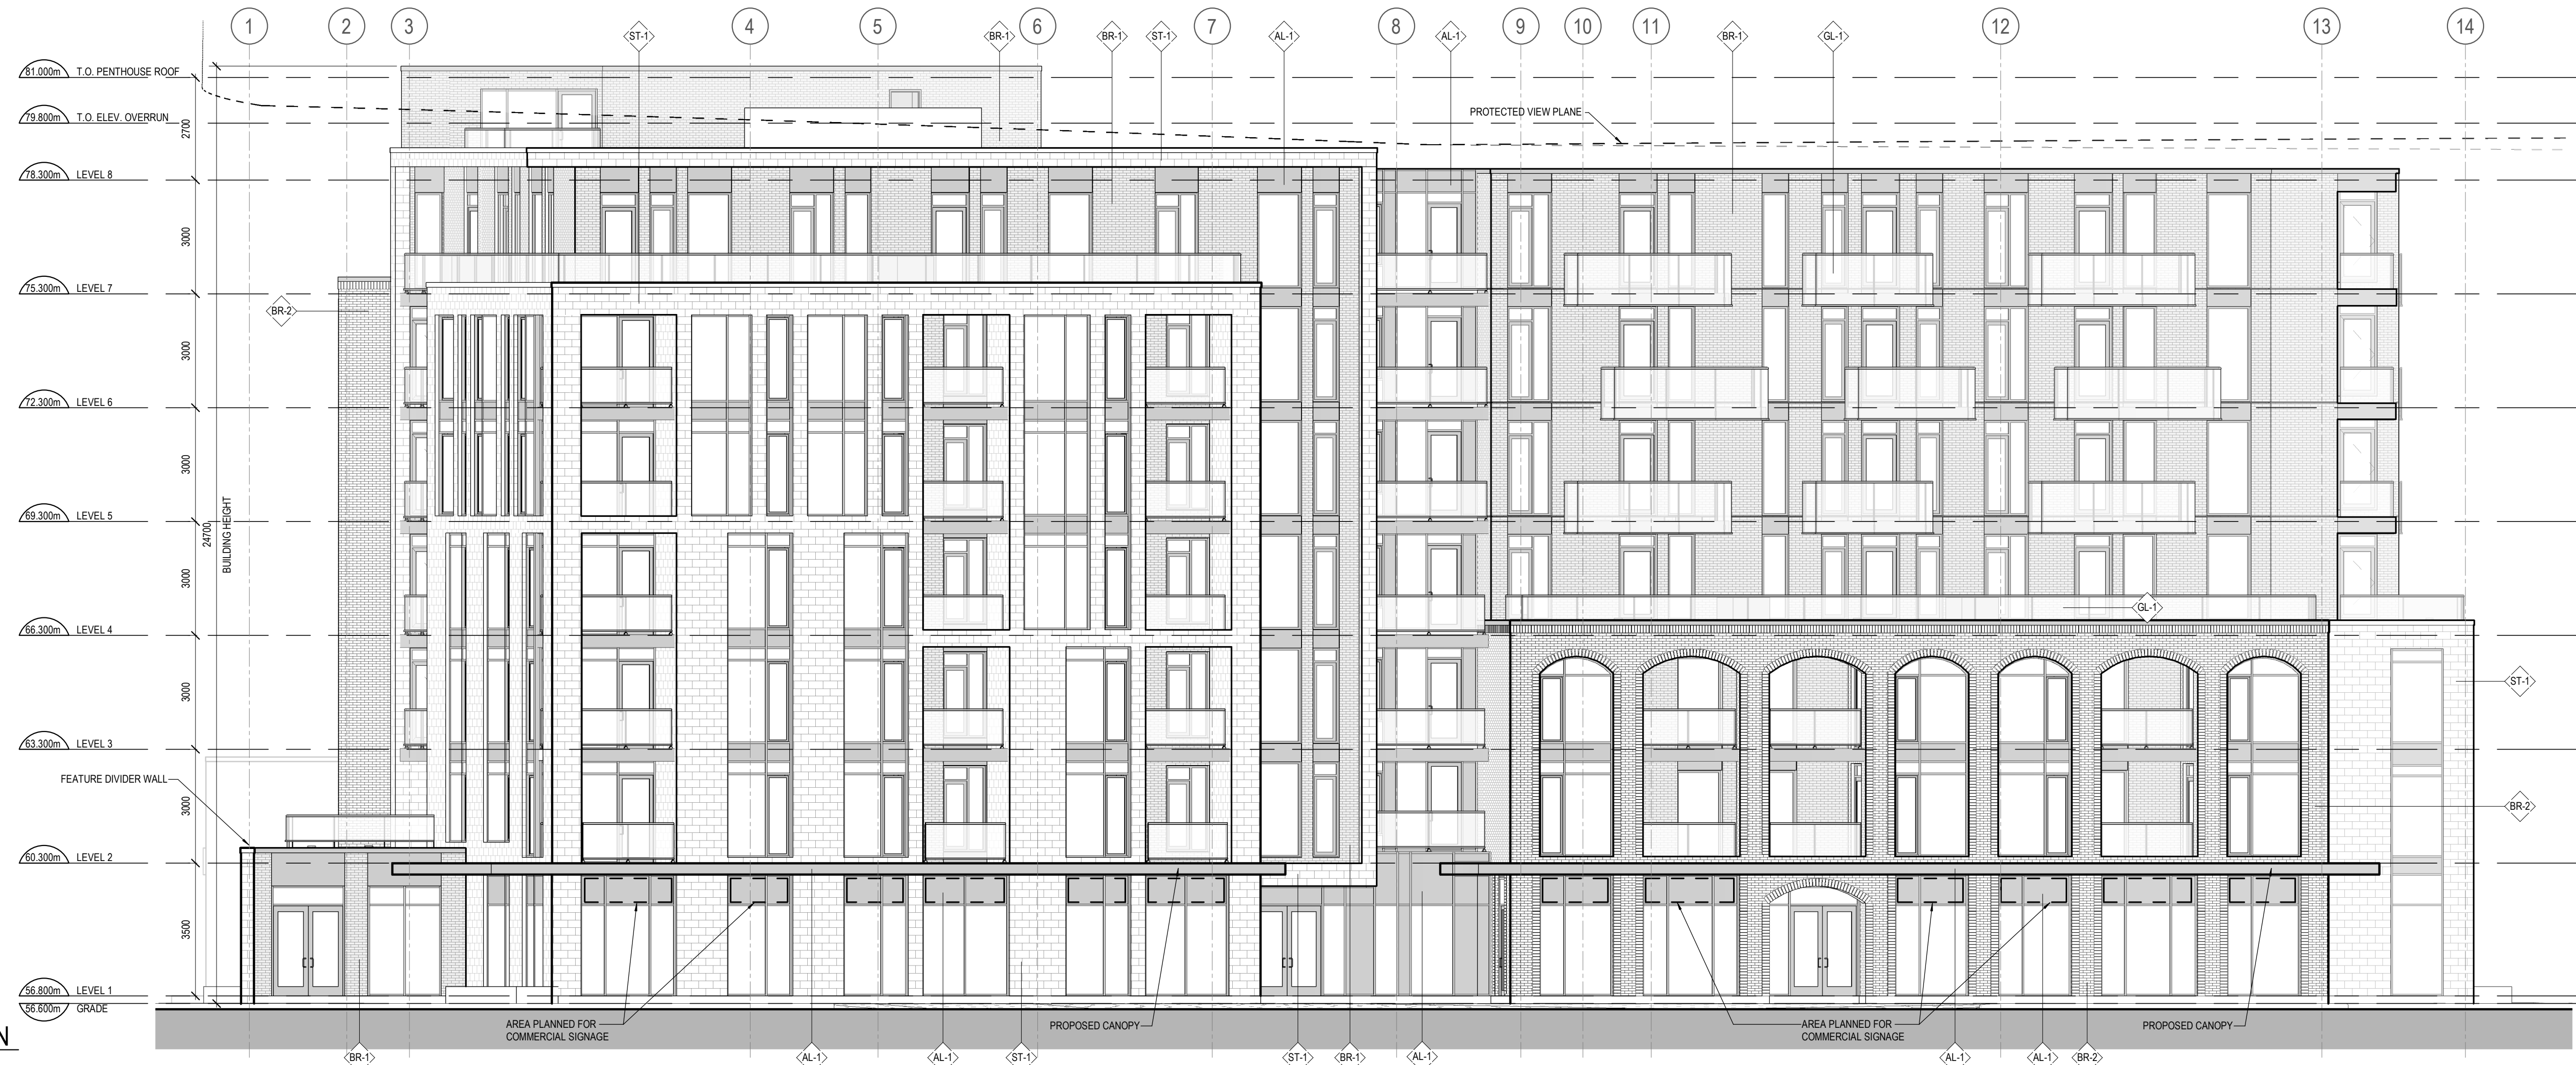 1 2 3 4 5 6 7 8 9 10 11 12 13 14
ST-1 BR-1 BR-1 ST-1 AL-1 AL-1 BR-1 GL-1
81.000m T.O. PENTHOUSE ROOF
79.800m T.O. ELEV. OVERRUN
2700
PROTECTED VIEW PLANE
78.300m LEVEL 8
3000
75.300m LEVEL 7
BR-2
3000
72.300m LEVEL 6
3000
69.300m LEVEL 5
24700
BUILDING HEIGHT
3000
GL-1
66.300m LEVEL 4
3000
ST-1
63.300m LEVEL 3
FEATURE DIVIDER WALL
3000
BR-2
60.300m LEVEL 2
3500
56.800m LEVEL 1
56.600m GRADE
N
AREA PLANNED FOR
COMMERCIAL SIGNAGE
PROPOSED CANOPY
AREA PLANNED FOR
COMMERCIAL SIGNAGE
PROPOSED CANOPY
BR-1 AL-1 AL-1 ST-1 ST-1 BR-1 AL-1 AL-1 AL-1 BR-2